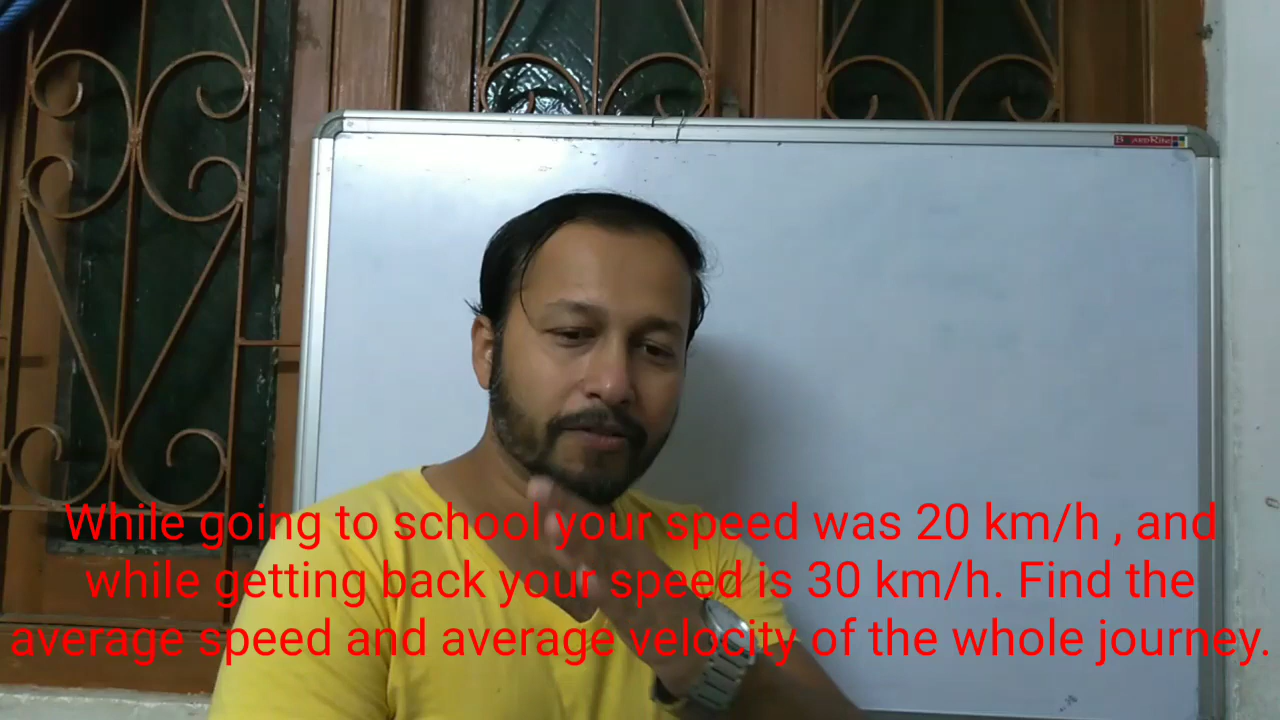 While going to school your speed was 20 km/h , and
while getting back your speed is 30 km/h. Find the
average speed and average velocity of the whole journey.